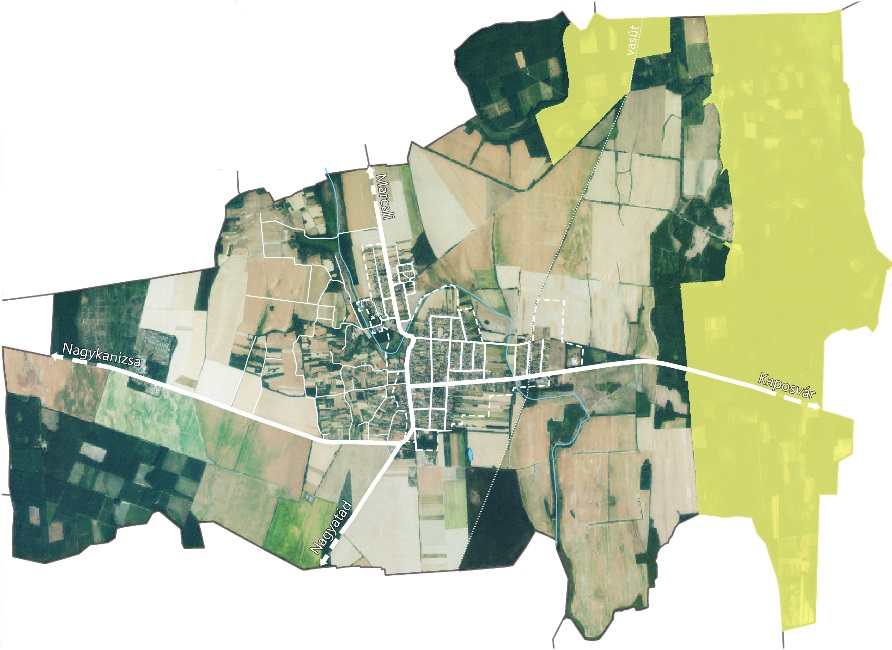 vasút
Marcali
Nagykanizsa
Kaposvár
Nagyatád